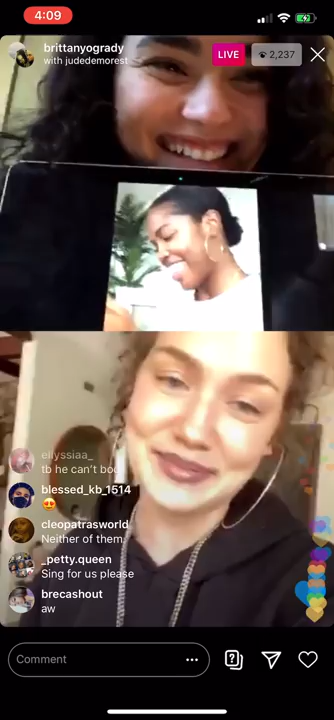 4:09
brittanyogrady
with judedemorest
LIVE
2,237
ellyssiaa_
tb he can't boo
blessed_kb_1514
😍
cleopatrasworld
Neither of them
_petty.queen
Sing for us please
brecashout
aw
Comment